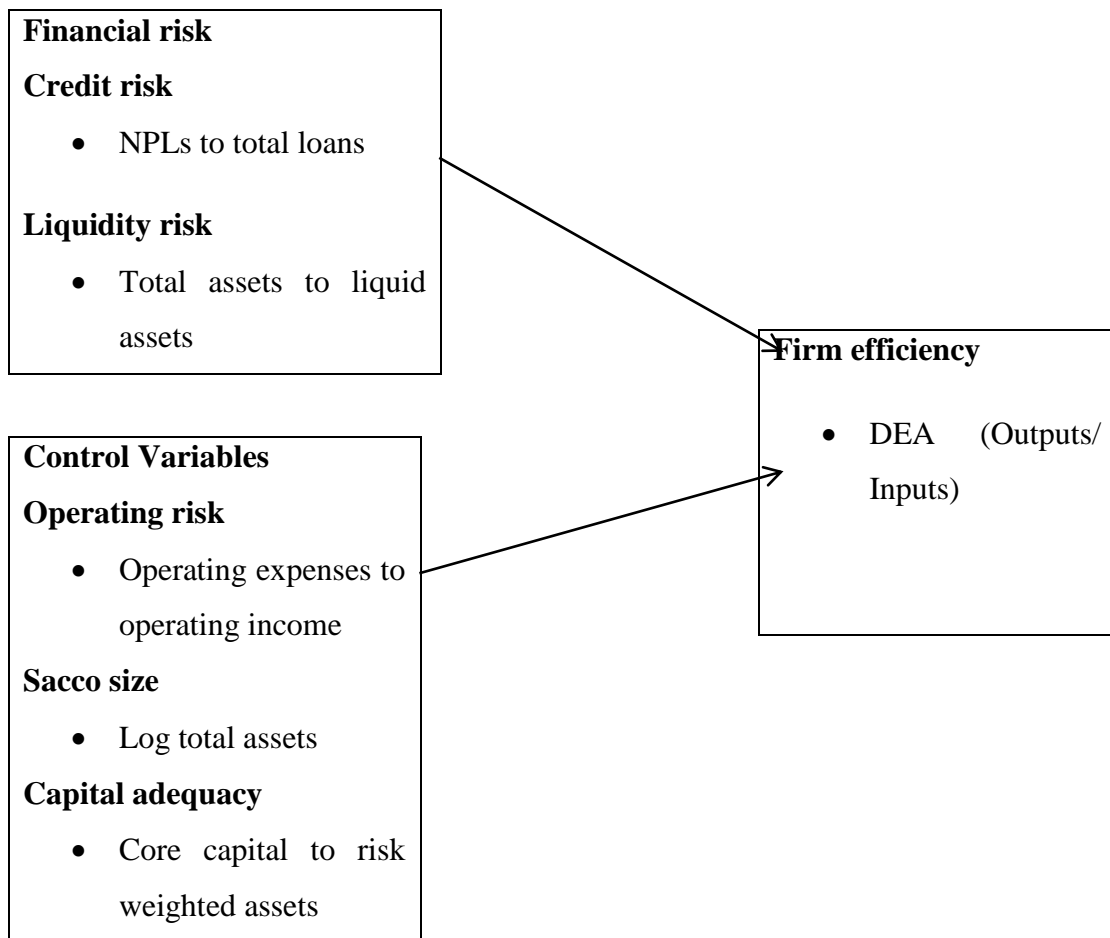 Financial risk
Credit risk
• NPLs to total loans
Liquidity risk
• Total assets to liquid
assets
Control Variables
Operating risk
• Operating expenses to
operating income
Sacco size
• Log total assets
Capital adequacy
• Core capital to risk
weighted assets
Firm efficiency
• DEA (Outputs/
Inputs)